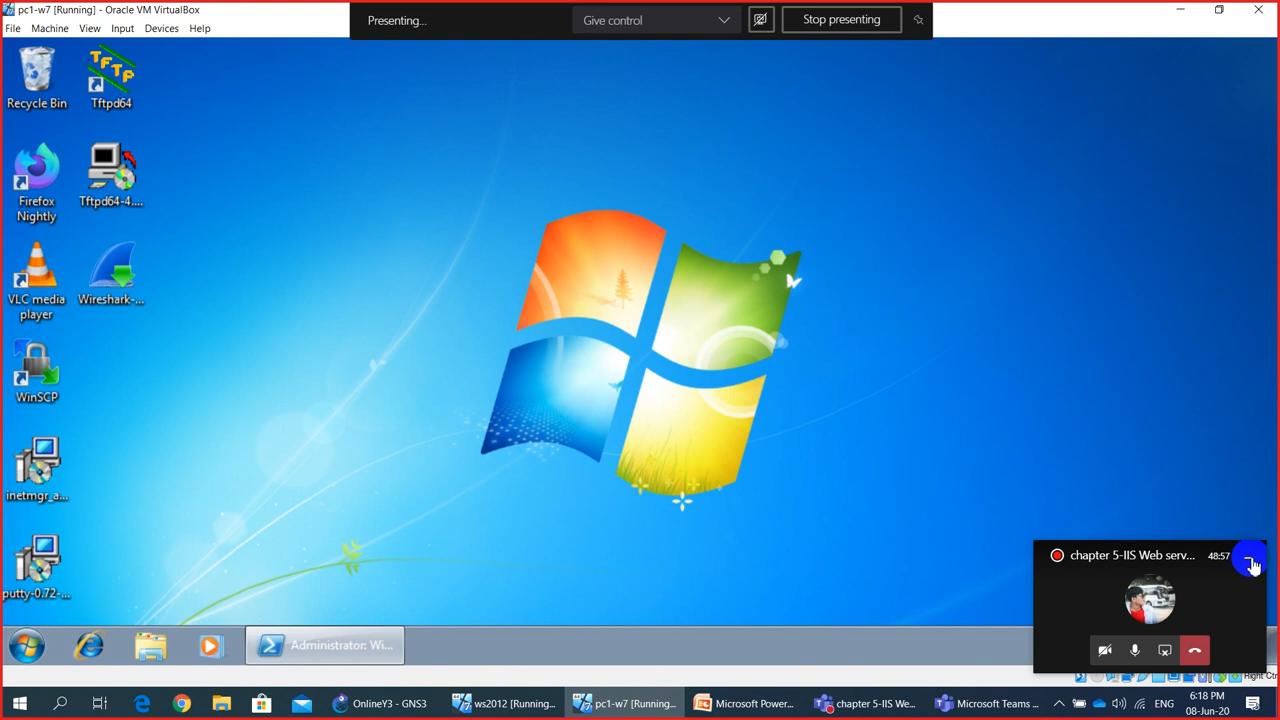 pc1-w7 [Running] - Oracle VM VirtualBox
File Machine View Input Devices Help
Presenting...
Give control
Stop presenting
Recycle Bin
TFTP
Tftpd64
Firefox
Nightly
Tftpd64-4....
VLC media
player
Wireshark-...
WinSCP
inetmgr_a...
putty-0.72-...
chapter 5-IIS Web serv...
48:57
Administrator: Wi...
Right Ctrl
OnlineY3 - GNS3
ws2012 [Running...
pc1-w7 [Running...
Microsoft Power...
chapter 5-IIS We...
Microsoft Teams ...
ENG
6:18 PM
08-Jun-20